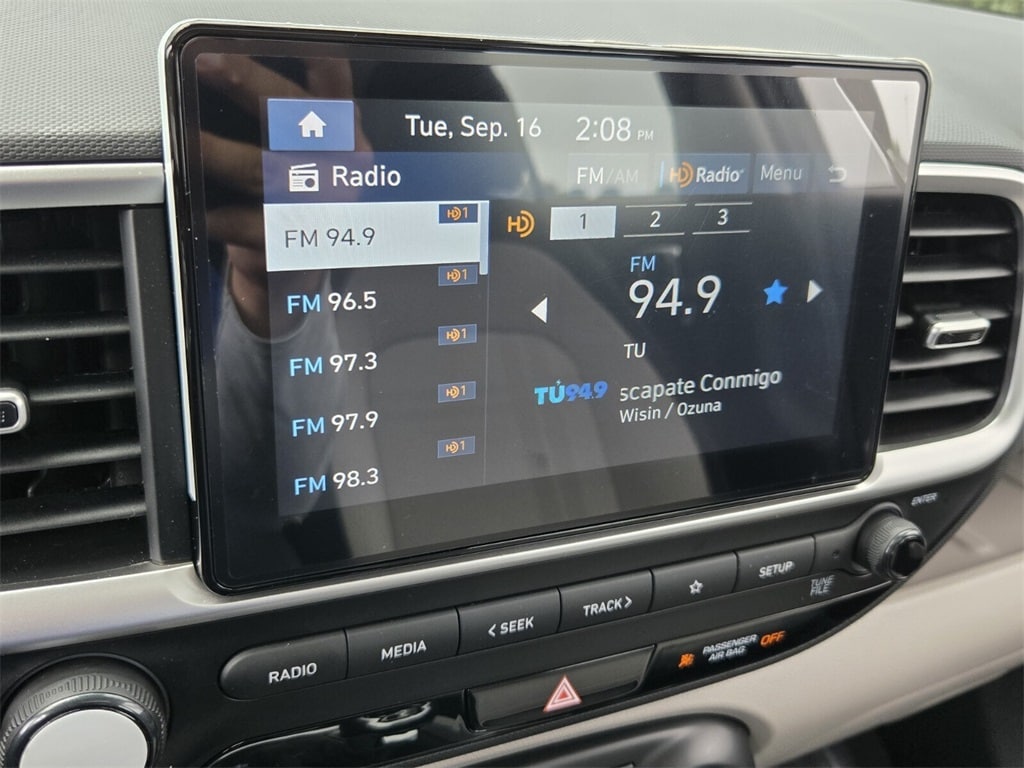 Tue, Sep. 16 2:08 PM
Radio FM/AM HD Radio Menu
FM 94.9 HD1
HD 1 2 3
FM 96.5 HD1
FM 97.3 HD1
FM 97.9 HD1
FM 98.3 HD1
FM
94.9
TU
TÚ94.9 scapate Conmigo
Wisin / Ozuna
ENTER
RADIO MEDIA < SEEK TRACK > SETUP
TUNE
FILE
PASSENGER
AIR BAG OFF